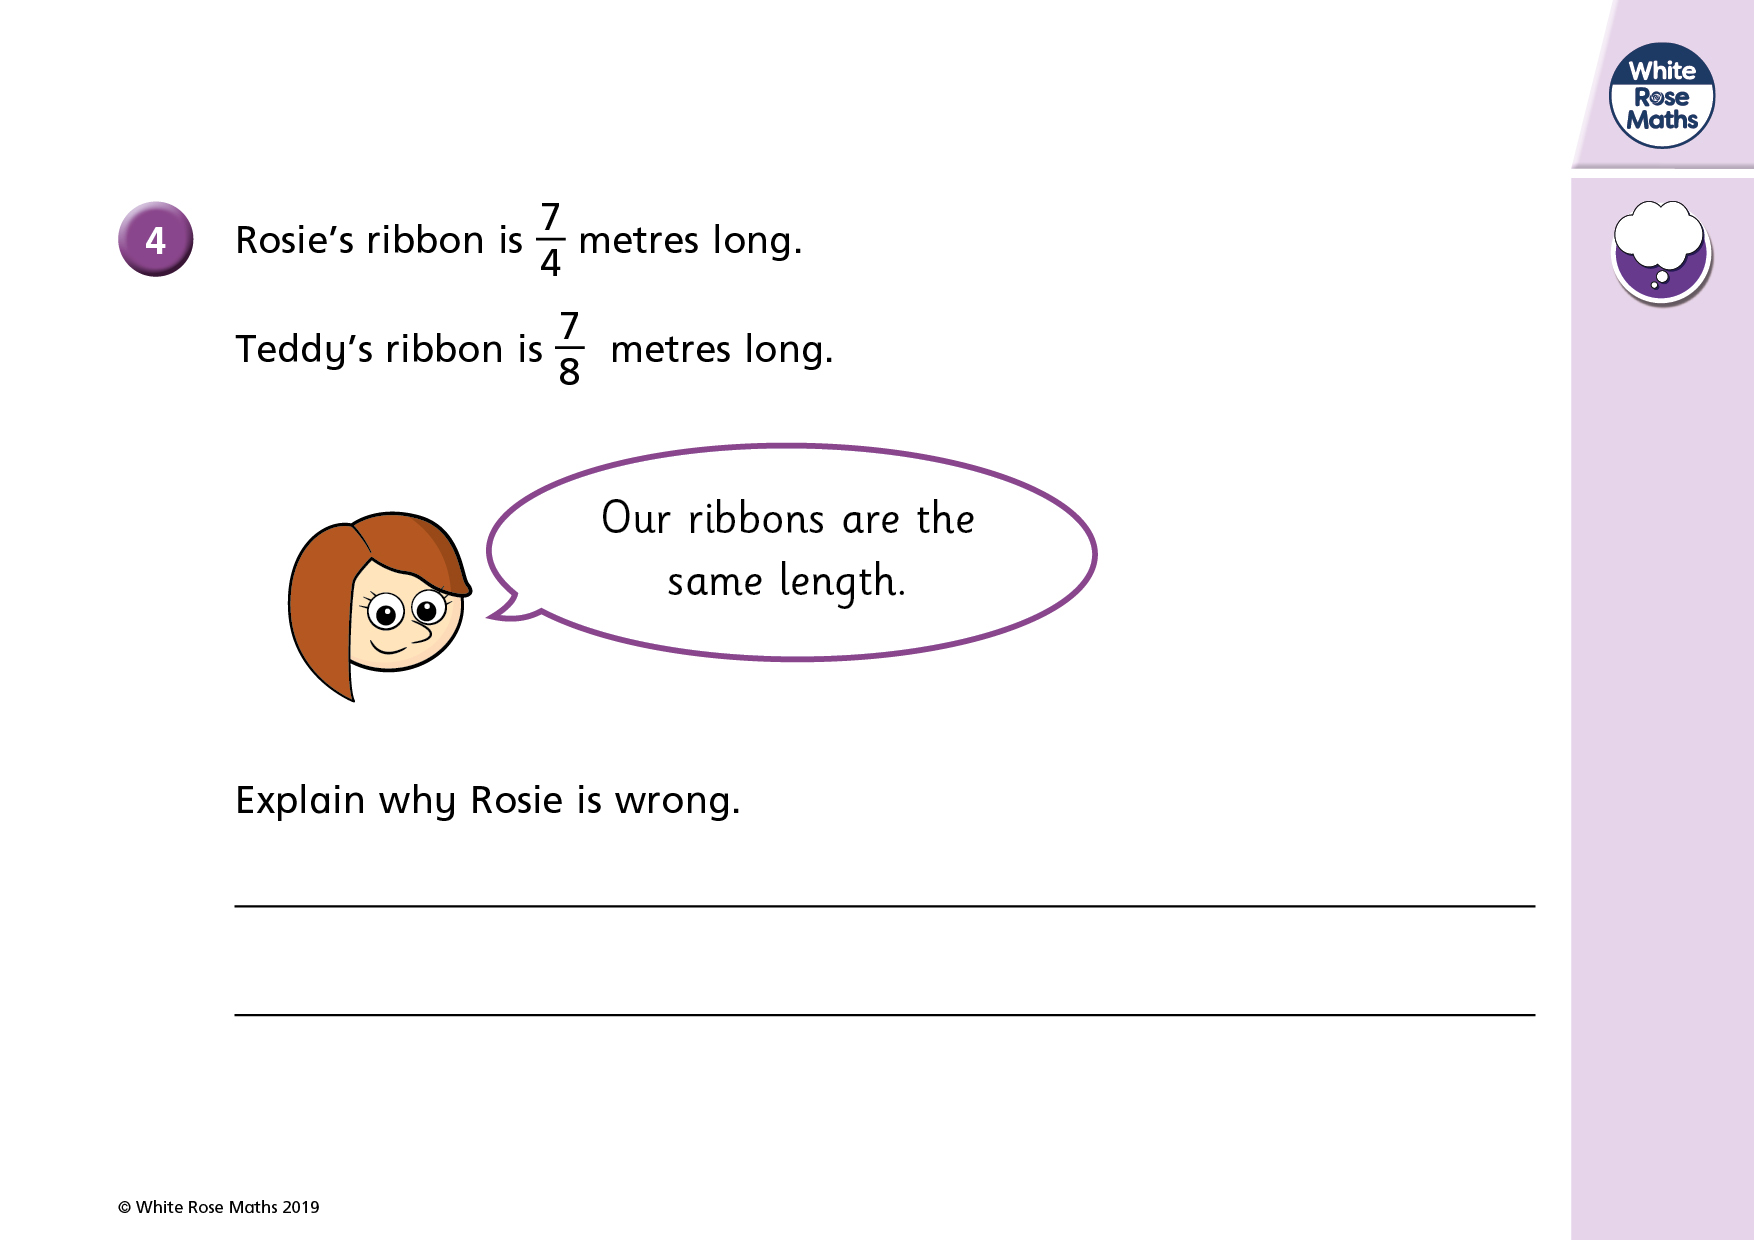 White
Rose
Maths
4
Rosie’s ribbon is 7/4 metres long.
Teddy’s ribbon is 7/8 metres long.
Our ribbons are the
same length.
Explain why Rosie is wrong.
© White Rose Maths 2019